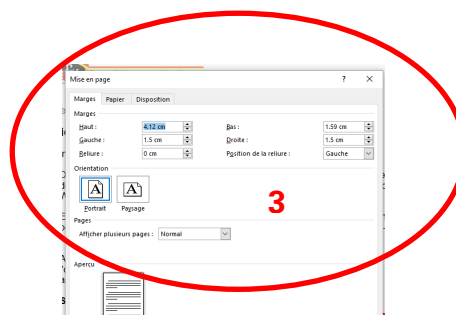 Mise en page ? ×
Marges Papier Disposition
Marges
Haut : 4.12 cm Bas : 1.59 cm
Gauche : 1.5 cm Droite : 1.5 cm
Reliure : 0 cm Position de la reliure : Gauche
Orientation
A A
Portrait Paysage
3
Pages
Afficher plusieurs pages : Normal
Aperçu